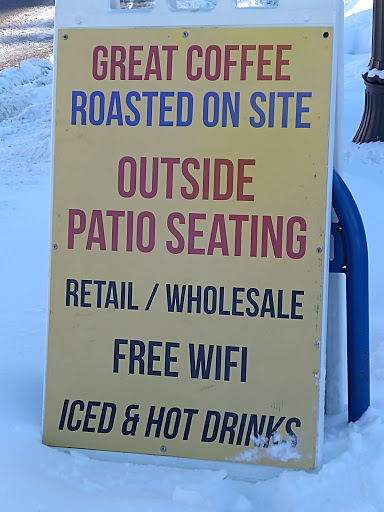 GREAT COFFEE
ROASTED ON SITE
OUTSIDE
PATIO SEATING
RETAIL / WHOLESALE
FREE WIFI
ICED & HOT DRINKS